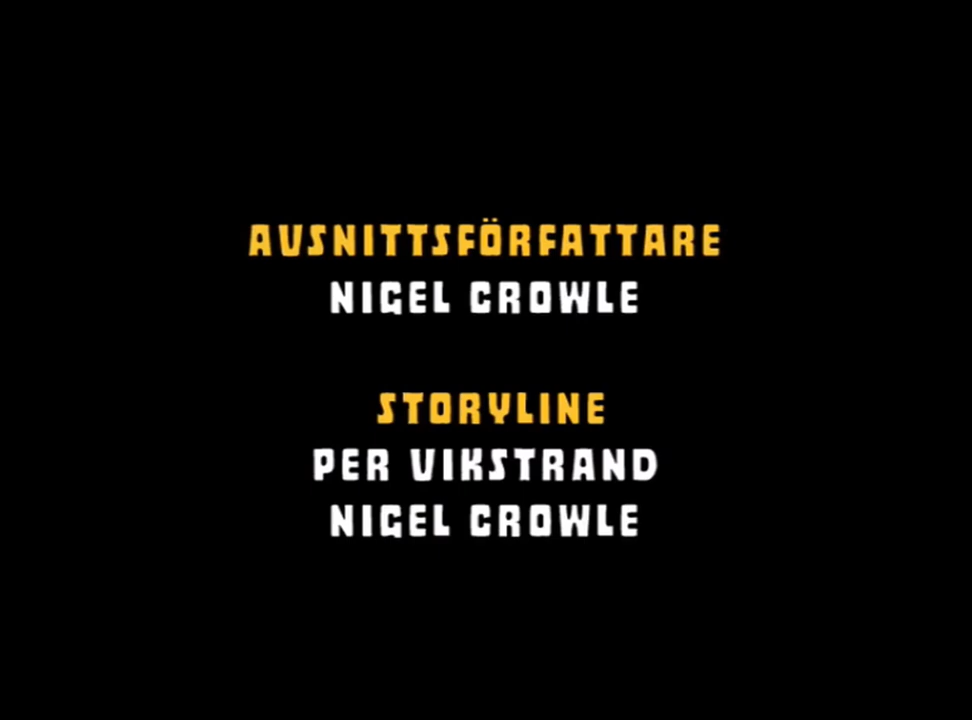 AVSNITTSFÖRFATTARE
NIGEL CROWLE
STORYLINE
PER VIKSTRAND
NIGEL CROWLE